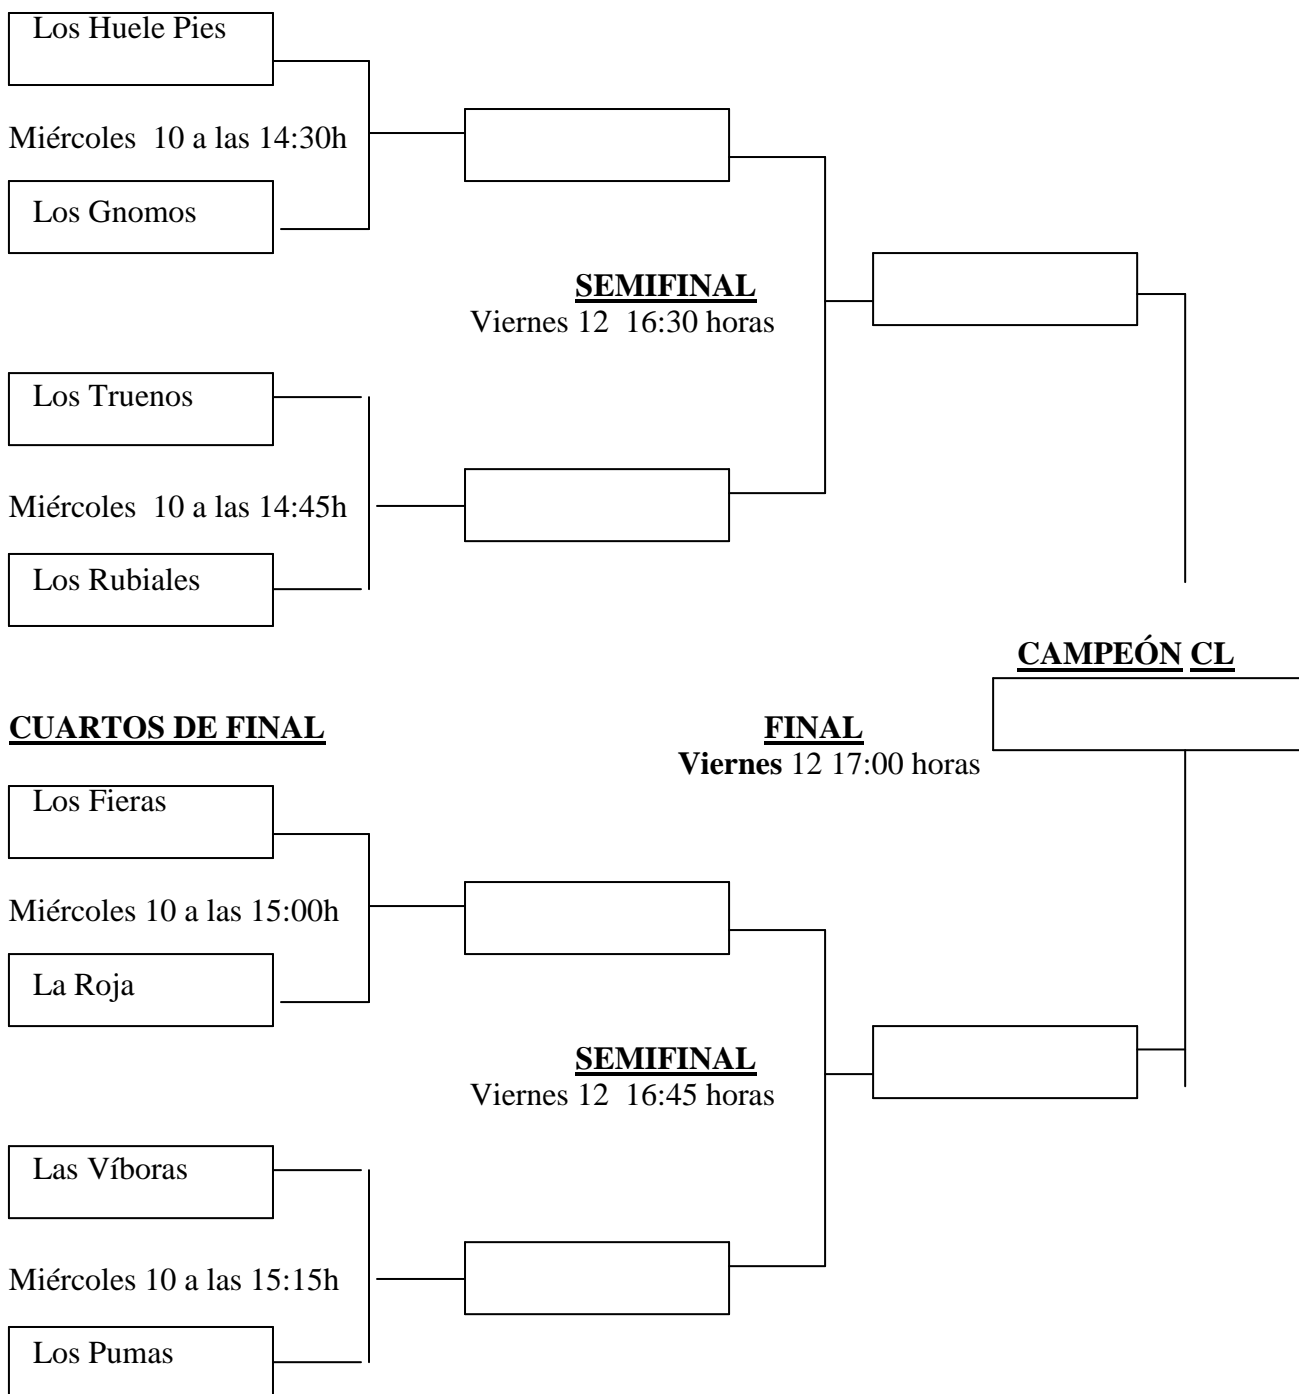 Los Huele Pies
Miércoles  10 a las 14:30h
Los Gnomos
SEMIFINAL
Viernes 12  16:30 horas
Los Truenos
Miércoles  10 a las 14:45h
Los Rubiales
CAMPEÓN CL
CUARTOS DE FINAL
FINAL
Viernes 12 17:00 horas
Los Fieras
Miércoles 10 a las 15:00h
La Roja
SEMIFINAL
Viernes 12  16:45 horas
Las Víboras
Miércoles 10 a las 15:15h
Los Pumas